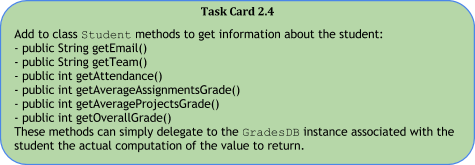 Task Card 2.4
Add to class Student methods to get information about the student:
- public String getEmail()
- public String getTeam()
- public int getAttendance()
- public int getAverageAssignmentsGrade()
- public int getAverageProjectsGrade()
- public int getOverallGrade()
These methods can simply delegate to the GradesDB instance associated with the
student the actual computation of the value to return.